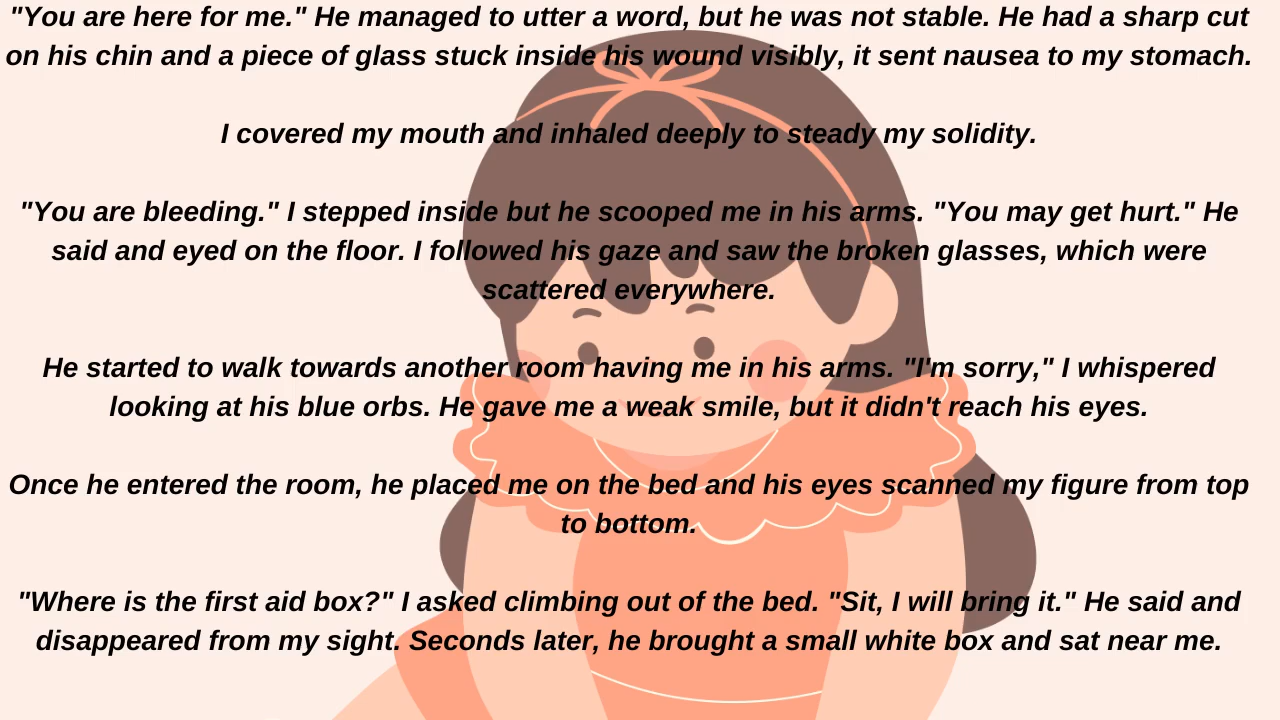 "You are here for me." He managed to utter a word, but he was not stable. He had a sharp cut
on his chin and a piece of glass stuck inside his wound visibly, it sent nausea to my stomach.
I covered my mouth and inhaled deeply to steady my solidity.
"You are bleeding." I stepped inside but he scooped me in his arms. "You may get hurt." He
said and eyed on the floor. I followed his gaze and saw the broken glasses, which were
scattered everywhere.
He started to walk towards another room having me in his arms. "I'm sorry," I whispered
looking at his blue orbs. He gave me a weak smile, but it didn't reach his eyes.
Once he entered the room, he placed me on the bed and his eyes scanned my figure from top
to bottom.
"Where is the first aid box?" I asked climbing out of the bed. "Sit, I will bring it." He said and
disappeared from my sight. Seconds later, he brought a small white box and sat near me.